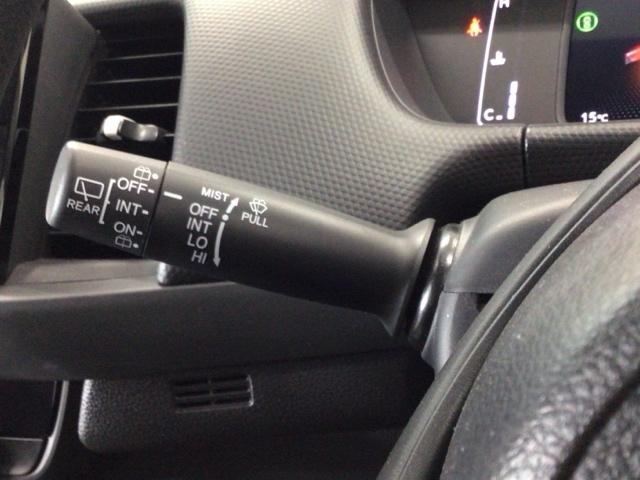 H
C
15℃
REAR
OFF-
INT-
ON-
MIST
OFF
INT
LO
HI
PULL